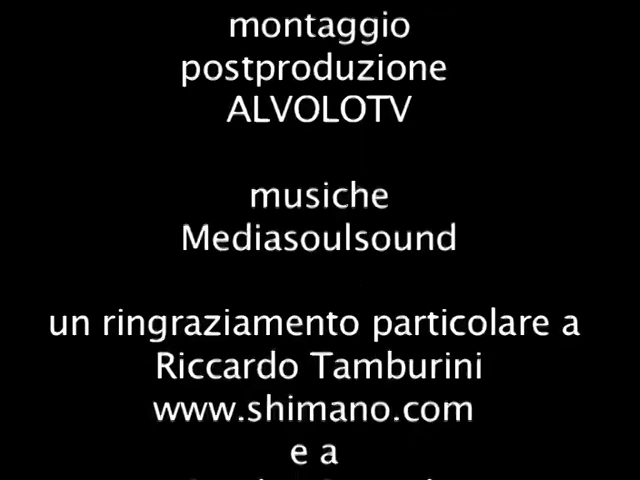 montaggio
postproduzione
ALVOLOTV
musiche
Mediasoulsound
un ringraziamento particolare a
Riccardo Tamburini
www.shimano.com
e a